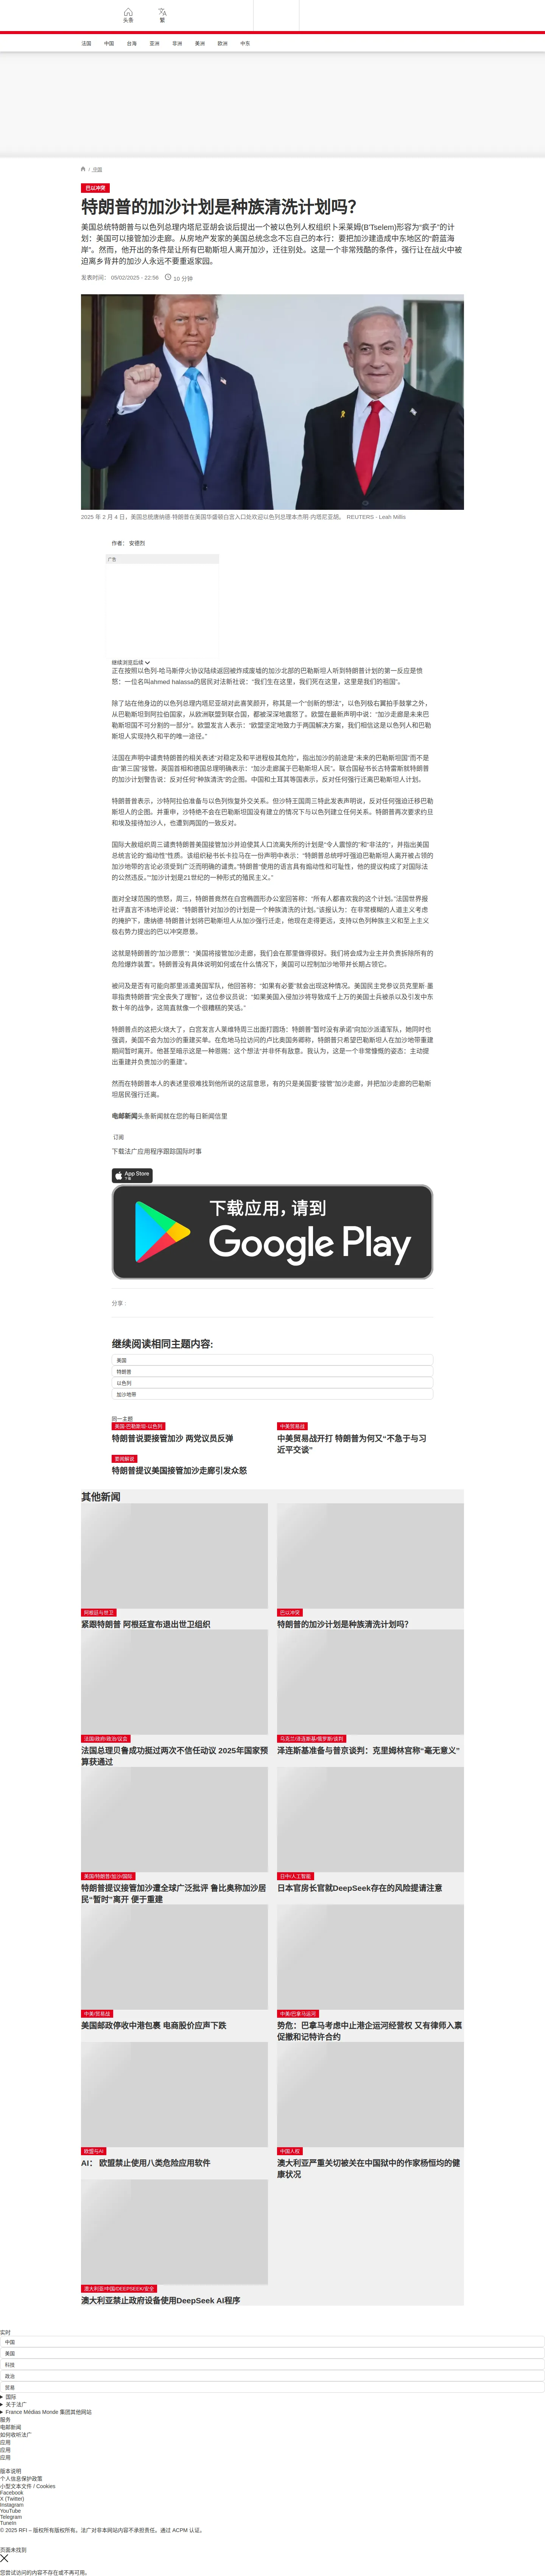 头条
繁
法国
中国
台海
亚洲
非洲
美洲
欧洲
中东
/ 中国
巴以冲突
特朗普的加沙计划是种族清洗计划吗？
美国总统特朗普与以色列总理内塔尼亚胡会谈后提出一个被以色列人权组织卜采莱姆(B'Tselem)形容为“疯子”的计
划：美国可以接管加沙走廊。从房地产发家的美国总统念念不忘自己的本行：要把加沙建造成中东地区的“蔚蓝海
岸”。然而，他开出的条件是让所有巴勒斯坦人离开加沙，迁往别处。这是一个非常残酷的条件，强行让在战火中被
迫离乡背井的加沙人永远不要重返家园。
发表时间： 05/02/2025 - 22:56
10 分钟
2025 年 2 月 4 日，美国总统唐纳德·特朗普在美国华盛顿白宫入口处欢迎以色列总理本杰明·内塔尼亚胡。 REUTERS - Leah Millis
作者： 安德烈
广告
继续浏览后续
正在按照以色列-哈马斯停火协议陆续返回被炸成废墟的加沙北部的巴勒斯坦人听到特朗普计划的第一反应是愤
怒：一位名叫ahmed halassa的居民对法新社说：“我们生在这里，我们死在这里，这里是我们的祖国”。
除了站在他身边的以色列总理内塔尼亚胡对此喜笑颜开，称其是一个“创新的想法”，以色列极右翼拍手鼓掌之外，
从巴勒斯坦到阿拉伯国家，从欧洲联盟到联合国，都被深深地震怒了。欧盟在最新声明中说：“加沙走廊是未来巴
勒斯坦国不可分割的一部分”。欧盟发言人表示：“欧盟坚定地致力于两国解决方案，我们相信这是以色列人和巴勒
斯坦人实现持久和平的唯一途径。”
法国在声明中谴责特朗普的相关表述“对稳定及和平进程极其危险”，指出加沙的前途是“未来的巴勒斯坦国”而不是
由“第三国”接管。英国首相和德国总理明确表示：“加沙走廊属于巴勒斯坦人民”。联合国秘书长古特雷斯就特朗普
的加沙计划警告说：反对任何“种族清洗”的企图。中国和土耳其等国表示，反对任何强行迁离巴勒斯坦人计划。
特朗普曾表示，沙特阿拉伯准备与以色列恢复外交关系。但沙特王国周三特此发表声明说，反对任何强迫迁移巴勒
斯坦人的企图。并重申，沙特绝不会在巴勒斯坦国没有建立的情况下与以色列建立任何关系。特朗普再次要求约旦
和埃及接待加沙人，也遭到两国的一致反对。
国际大赦组织周三谴责特朗普美国接管加沙并迫使其人口流离失所的计划是“令人震惊的”和“非法的”，并指出美国
总统言论的“煽动性”性质。该组织秘书长卡拉马在一份声明中表示：“特朗普总统呼吁强迫巴勒斯坦人离开被占领的
加沙地带的言论必须受到广泛而明确的谴责。”特朗普“使用的语言具有煽动性和可耻性，他的提议构成了对国际法
的公然违反。”“加沙计划是21世纪的一种形式的殖民主义。”
面对全球范围的愤怒，周三，特朗普竟然在白宫椭圆形办公室回答称：“所有人都喜欢我的这个计划。”法国世界报
社评直言不讳地评论说：“特朗普针对加沙的计划是一个种族清洗的计划。”该报认为：在非常模糊的人道主义考虑
的掩护下，唐纳德·特朗普计划将巴勒斯坦人从加沙强行迁走，他现在走得更远，支持以色列种族主义和至上主义
极右势力提出的巴以冲突愿景。
这就是特朗普的“加沙愿景”：“美国将接管加沙走廊，我们会在那里做得很好。我们将会成为业主并负责拆除所有的
危险爆炸装置”。特朗普没有具体说明如何或在什么情况下，美国可以控制加沙地带并长期占领它。
被问及是否有可能向那里派遣美国军队，他回答称：“如果有必要”就会出现这种情况。美国民主党参议员克里斯·墨
菲指责特朗普“完全丧失了理智”，这位参议员说：“如果美国入侵加沙将导致成千上万的美国士兵被杀以及引发中东
数十年的战争，这简直就像一个很糟糕的笑话。”
特朗普点的这把火烧大了，白宫发言人莱维特周三出面打圆场：特朗普“暂时没有承诺”向加沙派遣军队，她同时也
强调，美国不会为加沙的重建买单。在危地马拉访问的卢比奥国务卿称，特朗普只希望巴勒斯坦人在加沙地带重建
期间暂时离开。他甚至暗示这是一种恩赐：这个想法“并非怀有敌意。我认为，这是一个非常慷慨的姿态：主动提
出重建并负责加沙的重建”。
然而在特朗普本人的表述里很难找到他所说的这层意思，有的只是美国要“接管”加沙走廊，并把加沙走廊的巴勒斯
坦居民强行迁离。
电邮新闻头条新闻就在您的每日新闻信里
订阅
下载法广应用程序跟踪国际时事
App Store
下载
下载应用，请到
Google Play
分享 :
继续阅读相同主题内容:
美国
特朗普
以色列
加沙地带
同一主题
美国-巴勒斯坦-以色列
特朗普说要接管加沙 两党议员反弹
中美贸易战
中美贸易战开打 特朗普为何又“不急于与习
近平交谈”
要闻解说
特朗普提议美国接管加沙走廊引发众怒
其他新闻
阿根廷与世卫
紧跟特朗普 阿根廷宣布退出世卫组织
巴以冲突
特朗普的加沙计划是种族清洗计划吗？
法国/政府/政治/议会
法国总理贝鲁成功挺过两次不信任动议 2025年国家预
算获通过
乌克兰/泽连斯基/俄罗斯/谈判
泽连斯基准备与普京谈判：克里姆林宫称“毫无意义”
美国/特朗普/加沙/国际
特朗普提议接管加沙遭全球广泛批评 鲁比奥称加沙居
民“暂时”离开 便于重建
日中/人工智能
日本官房长官就DeepSeek存在的风险提请注意
中美/贸易战
美国邮政停收中港包裹 电商股价应声下跌
中美/巴拿马运河
势危：巴拿马考虑中止港企运河经营权 又有律师入禀
促撤和记特许合约
欧盟与AI
AI： 欧盟禁止使用八类危险应用软件
中国人权
澳大利亚严重关切被关在中国狱中的作家杨恒均的健
康状况
澳大利亚/中国/DEEPSEEK/安全
澳大利亚禁止政府设备使用DeepSeek AI程序
实时
中国
美国
科技
政治
贸易
国际
关于法广
France Médias Monde 集团其他网站
服务
电邮新闻
如何收听法广
应用
应用
应用
版本说明
个人信息保护政策
小型文本文件 / Cookies
Facebook
X (Twitter)
Instagram
YouTube
Telegram
TuneIn
© 2025 RFI – 版权所有版权所有。法广对非本网站内容不承担责任。通过 ACPM 认证。
页面未找到
您尝试访问的内容不存在或不再可用。